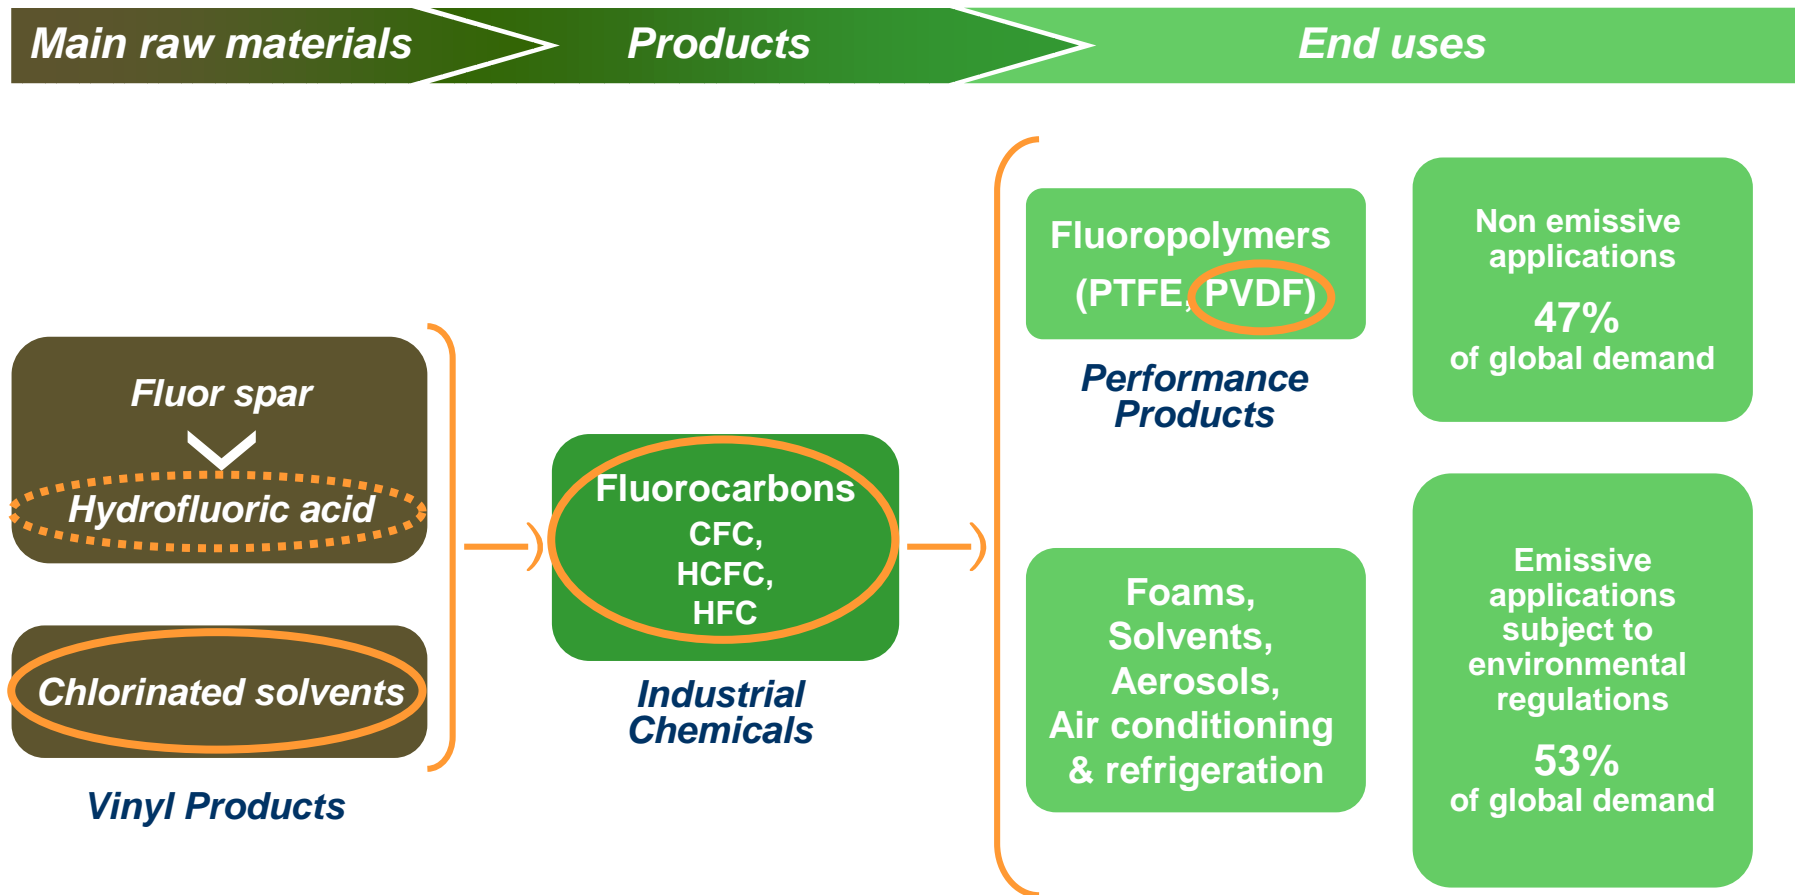 Main raw materials
Products
End uses
Fluor spar
Hydrofluoric acid
Chlorinated solvents
Vinyl Products
Fluorocarbons
CFC,
HCFC,
HFC
Industrial
Chemicals
Fluoropolymers
(PTFE, PVDF)
Performance
Products
Foams,
Solvents,
Aerosols,
Air conditioning
& refrigeration
Non emissive
applications
47%
of global demand
Emissive
applications
subject to
environmental
regulations
53%
of global demand